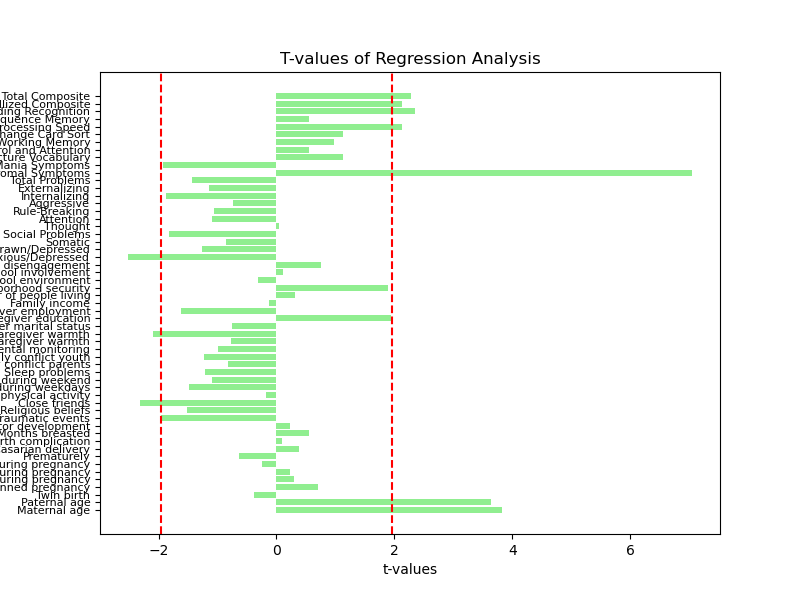 T-values of Regression Analysis
Total Composite
lized Composite
ding Recognition
quence Memory
rocessing Speed
hange Card Sort
Working Memory
rol and Attention
cture Vocabulary
Mania Symptoms
omal Symptoms
Total Problems
Externalizing
Internalizing
Aggressive
Rule-Breaking
Attention
Thought
Social Problems
Somatic
rawn/Depressed
xious/Depressed
disengagement
ool involvement
ool environment
borhood security
r of people living
Family income
ver employment
egiver education
er marital status
aregiver warmth
aregiver warmth
ental monitoring
ly conflict youth
conflict parents
Sleep problems
during weekend
during weekdays
physical activity
Close friends
Religious beliefs
raumatic events
tor development
Months breasted
rth complication
asarian delivery
Prematurely
uring pregnancy
uring pregnancy
uring pregnancy
nned pregnancy
Twin birth
Paternal age
Maternal age
−2 0 2 4 6
t-values